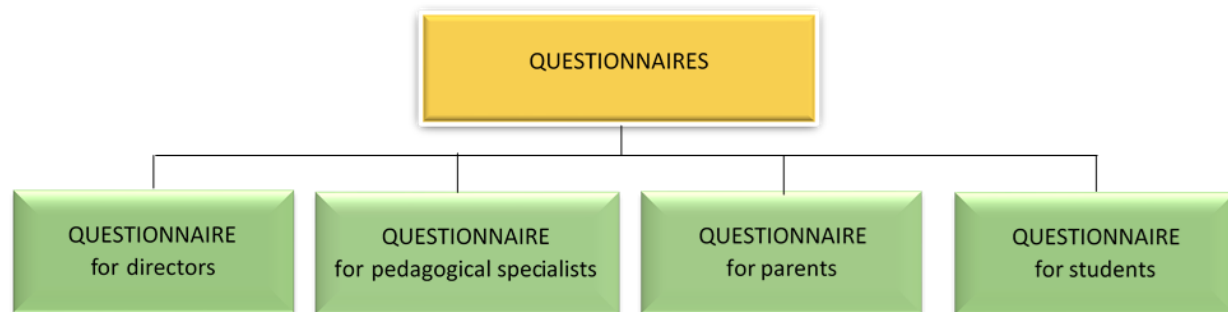 QUESTIONNAIRES
QUESTIONNAIRE
for directors
QUESTIONNAIRE
for pedagogical specialists
QUESTIONNAIRE
for parents
QUESTIONNAIRE
for students